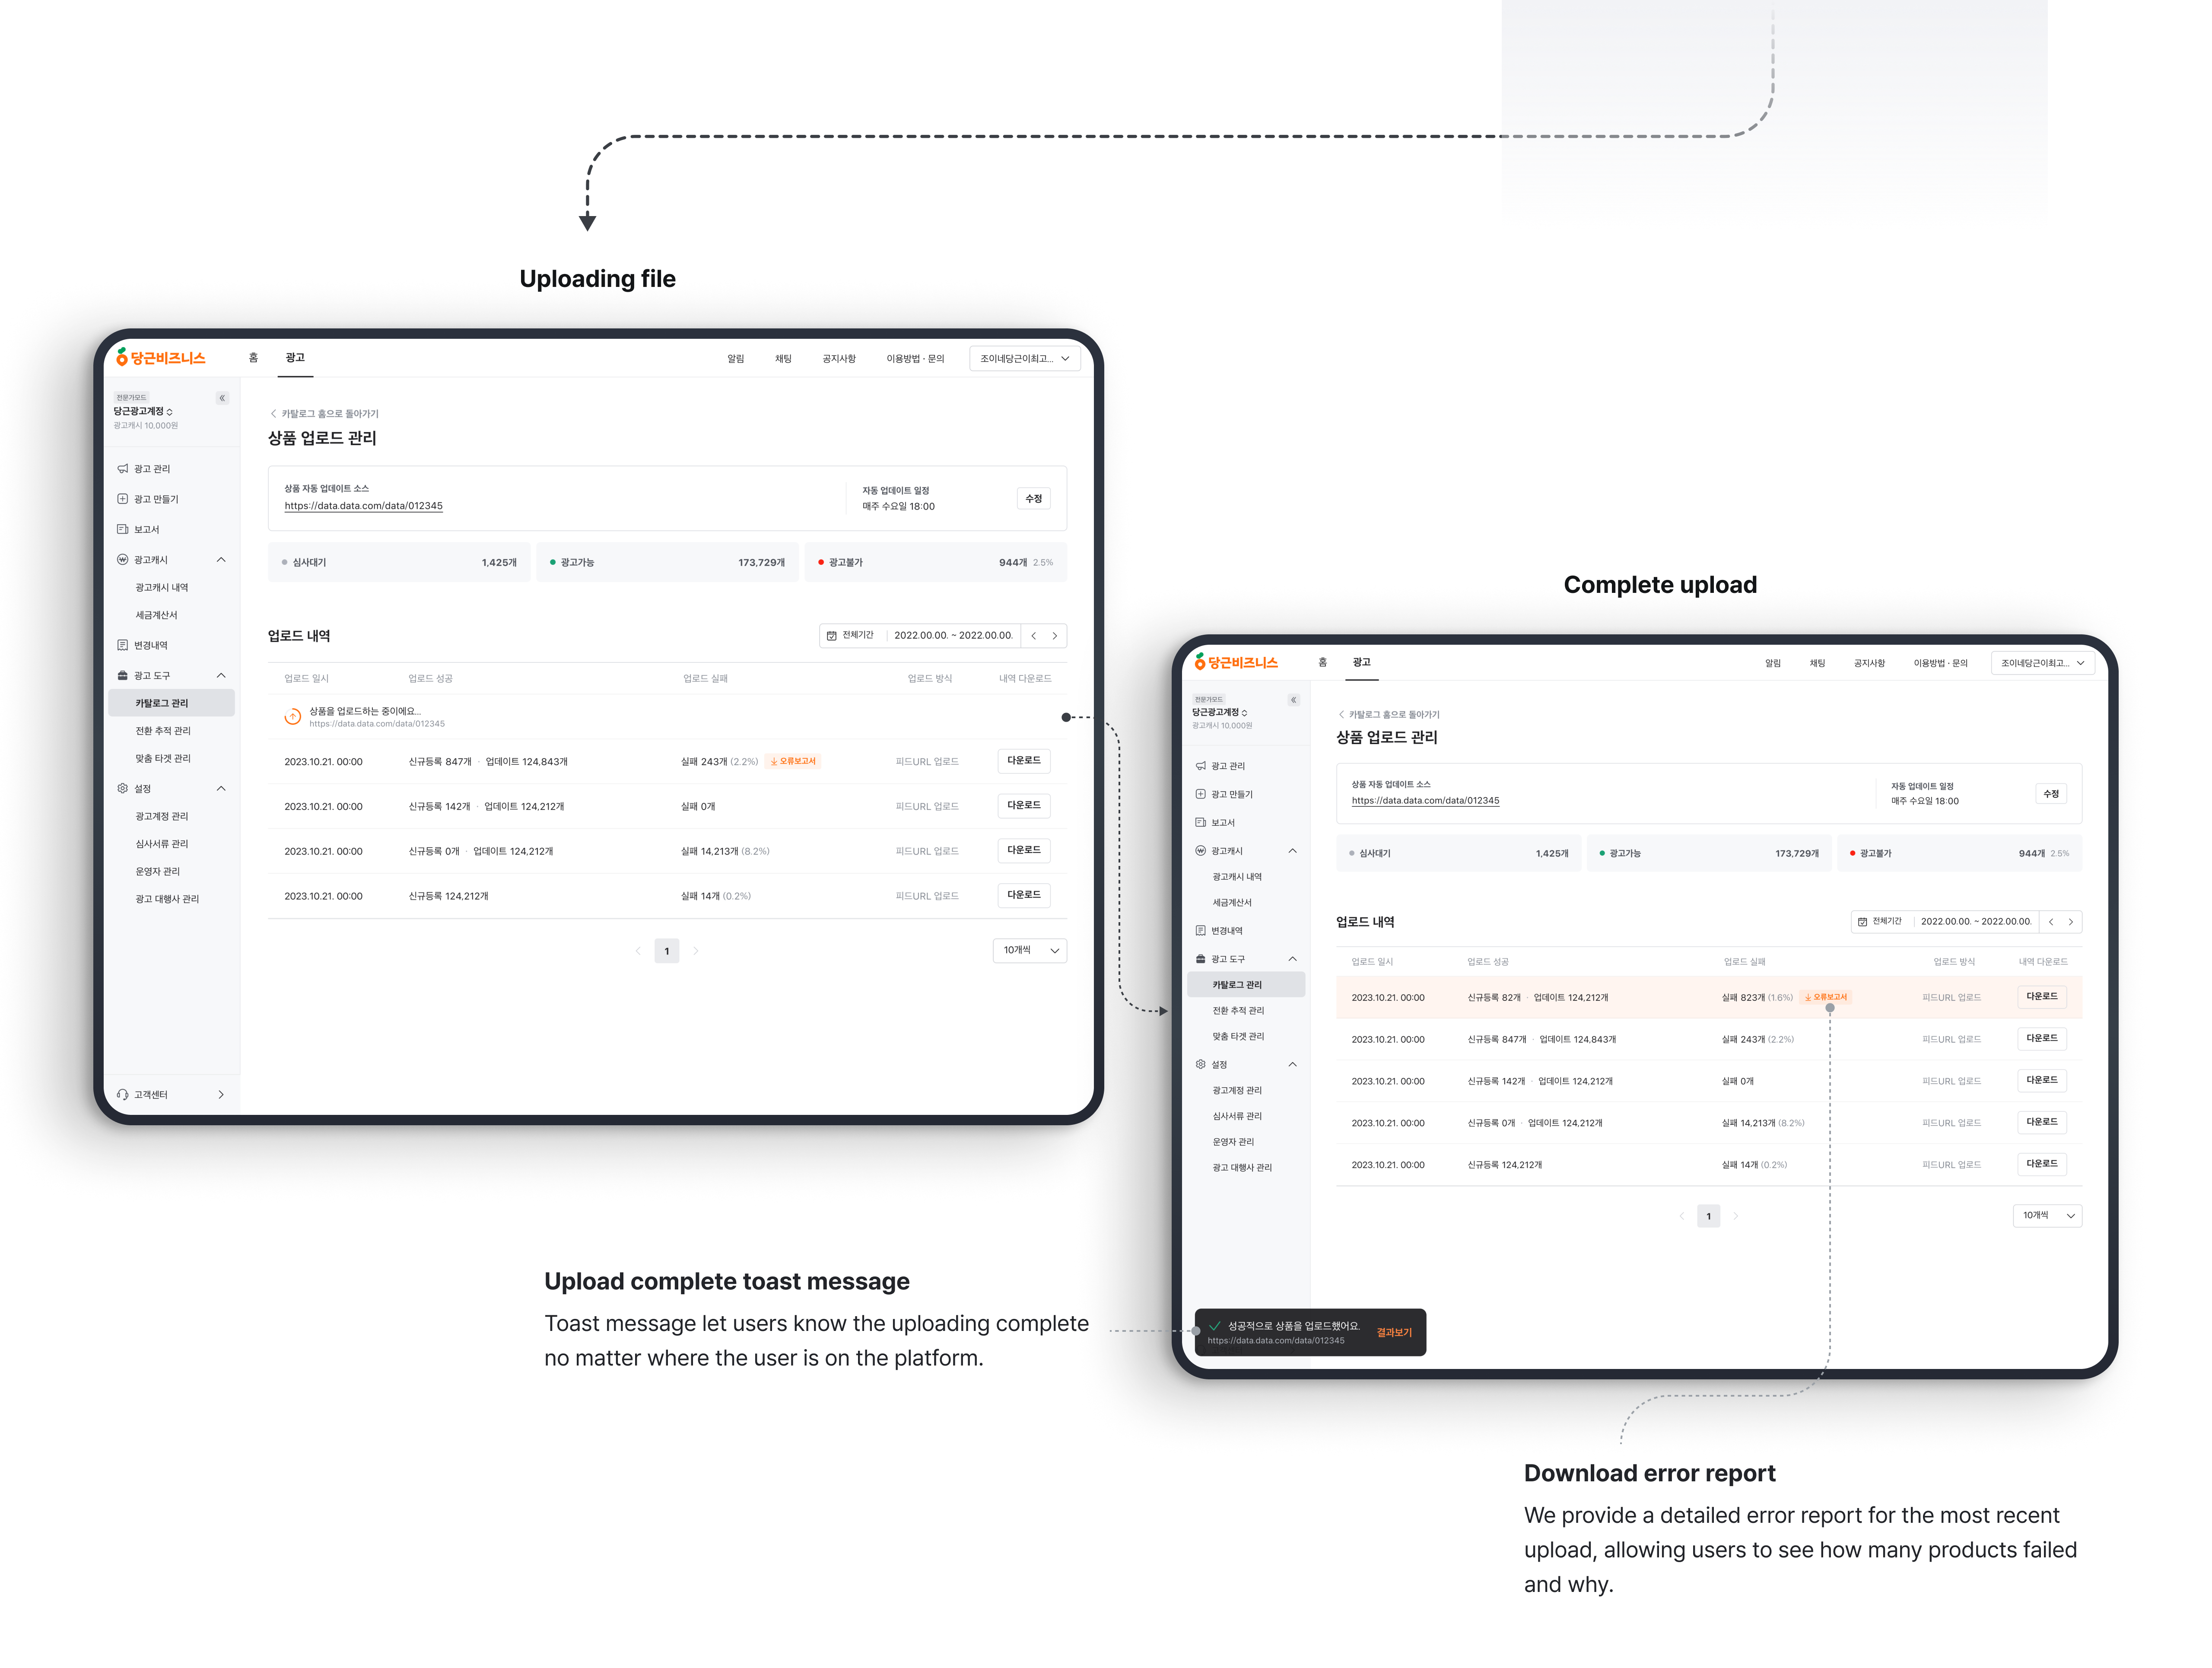 Uploading file
당근비즈니스
홈
광고
알림
채팅
공지사항
이용방법 · 문의
조이네당근이최고...
전문가모드
당근광고계정
광고캐시 10,000원
광고 관리
광고 만들기
보고서
광고캐시
광고캐시 내역
세금계산서
변경내역
광고 도구
카탈로그 관리
전환 추적 관리
맞춤 타겟 관리
설정
광고계정 관리
심사서류 관리
운영자 관리
광고 대행사 관리
고객센터
카탈로그 홈으로 돌아가기
상품 업로드 관리
상품 자동 업데이트 소스
https://data.data.com/data/012345
자동 업데이트 일정
매주 수요일 18:00
수정
심사대기 1,425개
광고가능 173,729개
광고불가 944개 2.5%
업로드 내역
전체기간 2022.00.00. ~ 2022.00.00.
업로드 일시 업로드 성공 업로드 실패 업로드 방식 내역 다운로드
상품을 업로드하는 중이에요...
https://data.data.com/data/012345
2023.10.21. 00:00 신규등록 847개 · 업데이트 124,843개 실패 243개 (2.2%) 오류보고서 피드URL 업로드 다운로드
2023.10.21. 00:00 신규등록 142개 · 업데이트 124,212개 실패 0개 피드URL 업로드 다운로드
2023.10.21. 00:00 신규등록 0개 · 업데이트 124,212개 실패 14,213개 (8.2%) 피드URL 업로드 다운로드
2023.10.21. 00:00 신규등록 124,212개 실패 14개 (0.2%) 피드URL 업로드 다운로드
1
10개씩
Complete upload
당근비즈니스
홈
광고
알림
채팅
공지사항
이용방법 · 문의
조이네당근이최고...
전문가모드
당근광고계정
광고캐시 10,000원
광고 관리
광고 만들기
보고서
광고캐시
광고캐시 내역
세금계산서
변경내역
광고 도구
카탈로그 관리
전환 추적 관리
맞춤 타겟 관리
설정
광고계정 관리
심사서류 관리
운영자 관리
광고 대행사 관리
카탈로그 홈으로 돌아가기
상품 업로드 관리
상품 자동 업데이트 소스
https://data.data.com/data/012345
자동 업데이트 일정
매주 수요일 18:00
수정
심사대기 1,425개
광고가능 173,729개
광고불가 944개 2.5%
업로드 내역
전체기간 2022.00.00. ~ 2022.00.00.
업로드 일시 업로드 성공 업로드 실패 업로드 방식 내역 다운로드
2023.10.21. 00:00 신규등록 82개 · 업데이트 124,212개 실패 823개 (1.6%) 오류보고서 피드URL 업로드 다운로드
2023.10.21. 00:00 신규등록 847개 · 업데이트 124,843개 실패 243개 (2.2%) 피드URL 업로드 다운로드
2023.10.21. 00:00 신규등록 142개 · 업데이트 124,212개 실패 0개 피드URL 업로드 다운로드
2023.10.21. 00:00 신규등록 0개 · 업데이트 124,212개 실패 14,213개 (8.2%) 피드URL 업로드 다운로드
2023.10.21. 00:00 신규등록 124,212개 실패 14개 (0.2%) 피드URL 업로드 다운로드
1
10개씩
성공적으로 상품을 업로드했어요.
https://data.data.com/data/012345
결과보기
Upload complete toast message
Toast message let users know the uploading complete
no matter where the user is on the platform.
Download error report
We provide a detailed error report for the most recent
upload, allowing users to see how many products failed
and why.